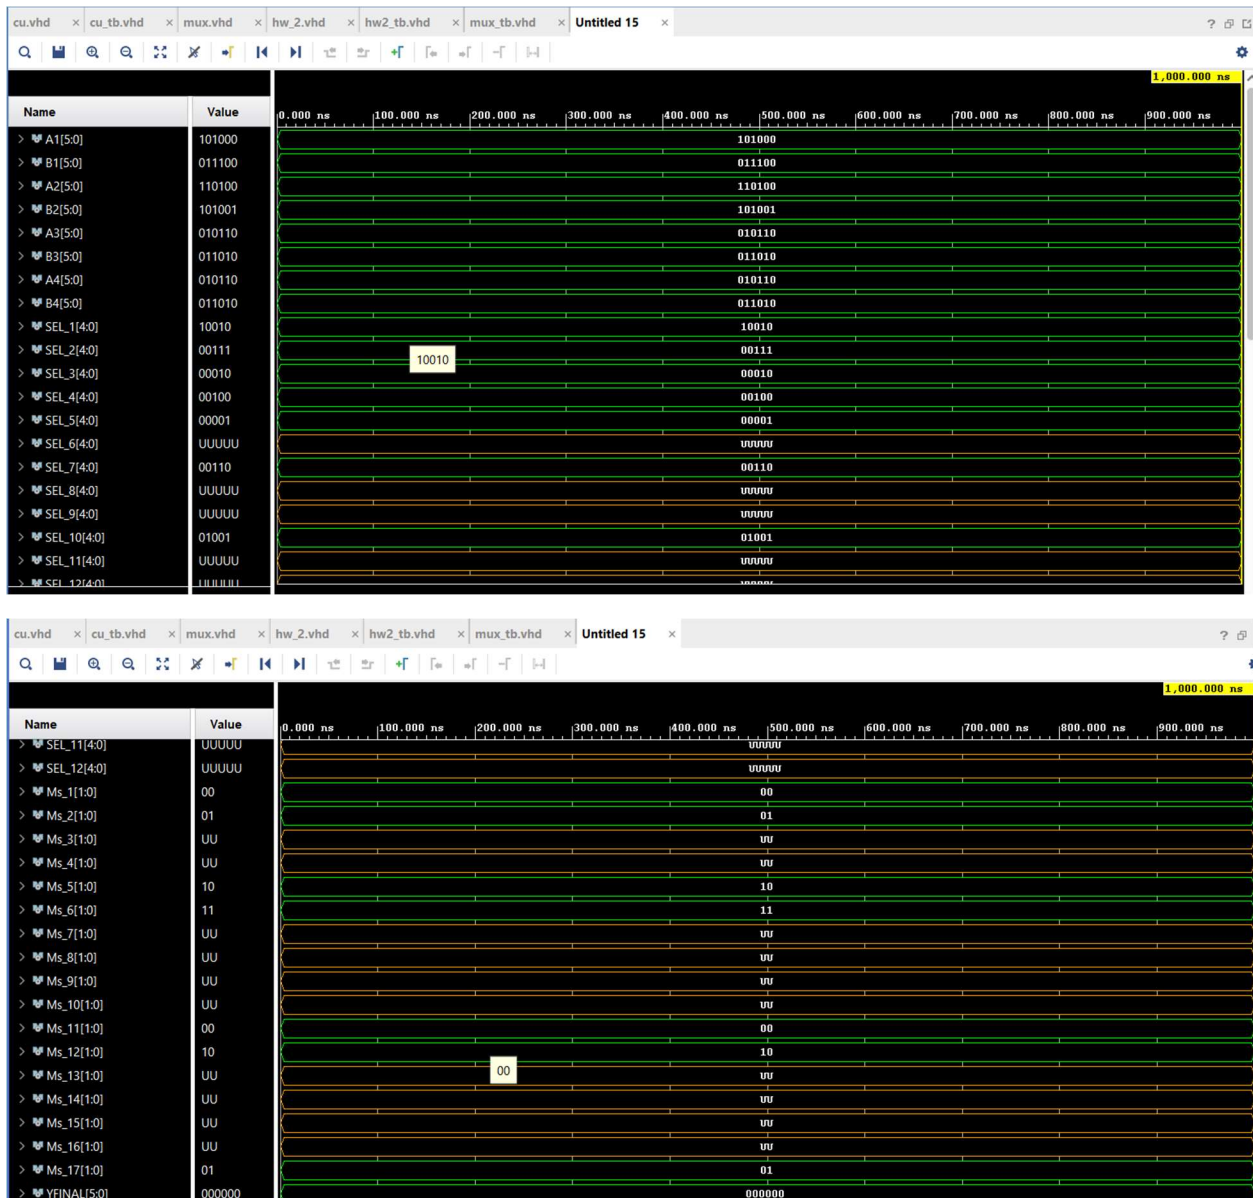 cu.vhd × cu_tb.vhd × mux.vhd × hw_2.vhd × hw2_tb.vhd × mux_tb.vhd × Untitled 15 ×
1,000.000 ns
Name Value 0.000 ns 100.000 ns 200.000 ns 300.000 ns 400.000 ns 500.000 ns 600.000 ns 700.000 ns 800.000 ns 900.000 ns
A1[5:0] 101000 101000
B1[5:0] 011100 011100
A2[5:0] 110100 110100
B2[5:0] 101001 101001
A3[5:0] 010110 010110
B3[5:0] 011010 011010
A4[5:0] 010110 010110
B4[5:0] 011010 011010
SEL_1[4:0] 10010 10010
SEL_2[4:0] 00111 00111
10010
SEL_3[4:0] 00010 00010
SEL_4[4:0] 00100 00100
SEL_5[4:0] 00001 00001
SEL_6[4:0] UUUUU UUUUU
SEL_7[4:0] 00110 00110
SEL_8[4:0] UUUUU UUUUU
SEL_9[4:0] UUUUU UUUUU
SEL_10[4:0] 01001 01001
SEL_11[4:0] UUUUU UUUUU
SEL_12[4:0] UUUUU UUUUU
cu.vhd × cu_tb.vhd × mux.vhd × hw_2.vhd × hw2_tb.vhd × mux_tb.vhd × Untitled 15 ×
1,000.000 ns
Name Value 0.000 ns 100.000 ns 200.000 ns 300.000 ns 400.000 ns 500.000 ns 600.000 ns 700.000 ns 800.000 ns 900.000 ns
SEL_11[4:0] UUUUU UUUUU
SEL_12[4:0] UUUUU UUUUU
Ms_1[1:0] 00 00
Ms_2[1:0] 01 01
Ms_3[1:0] UU UU
Ms_4[1:0] UU UU
Ms_5[1:0] 10 10
Ms_6[1:0] 11 11
Ms_7[1:0] UU UU
Ms_8[1:0] UU UU
Ms_9[1:0] UU UU
Ms_10[1:0] UU UU
Ms_11[1:0] 00 00
Ms_12[1:0] 10 10
00
Ms_13[1:0] UU UU
Ms_14[1:0] UU UU
Ms_15[1:0] UU UU
Ms_16[1:0] UU UU
Ms_17[1:0] 01 01
YFINAL[5:0] 000000 000000